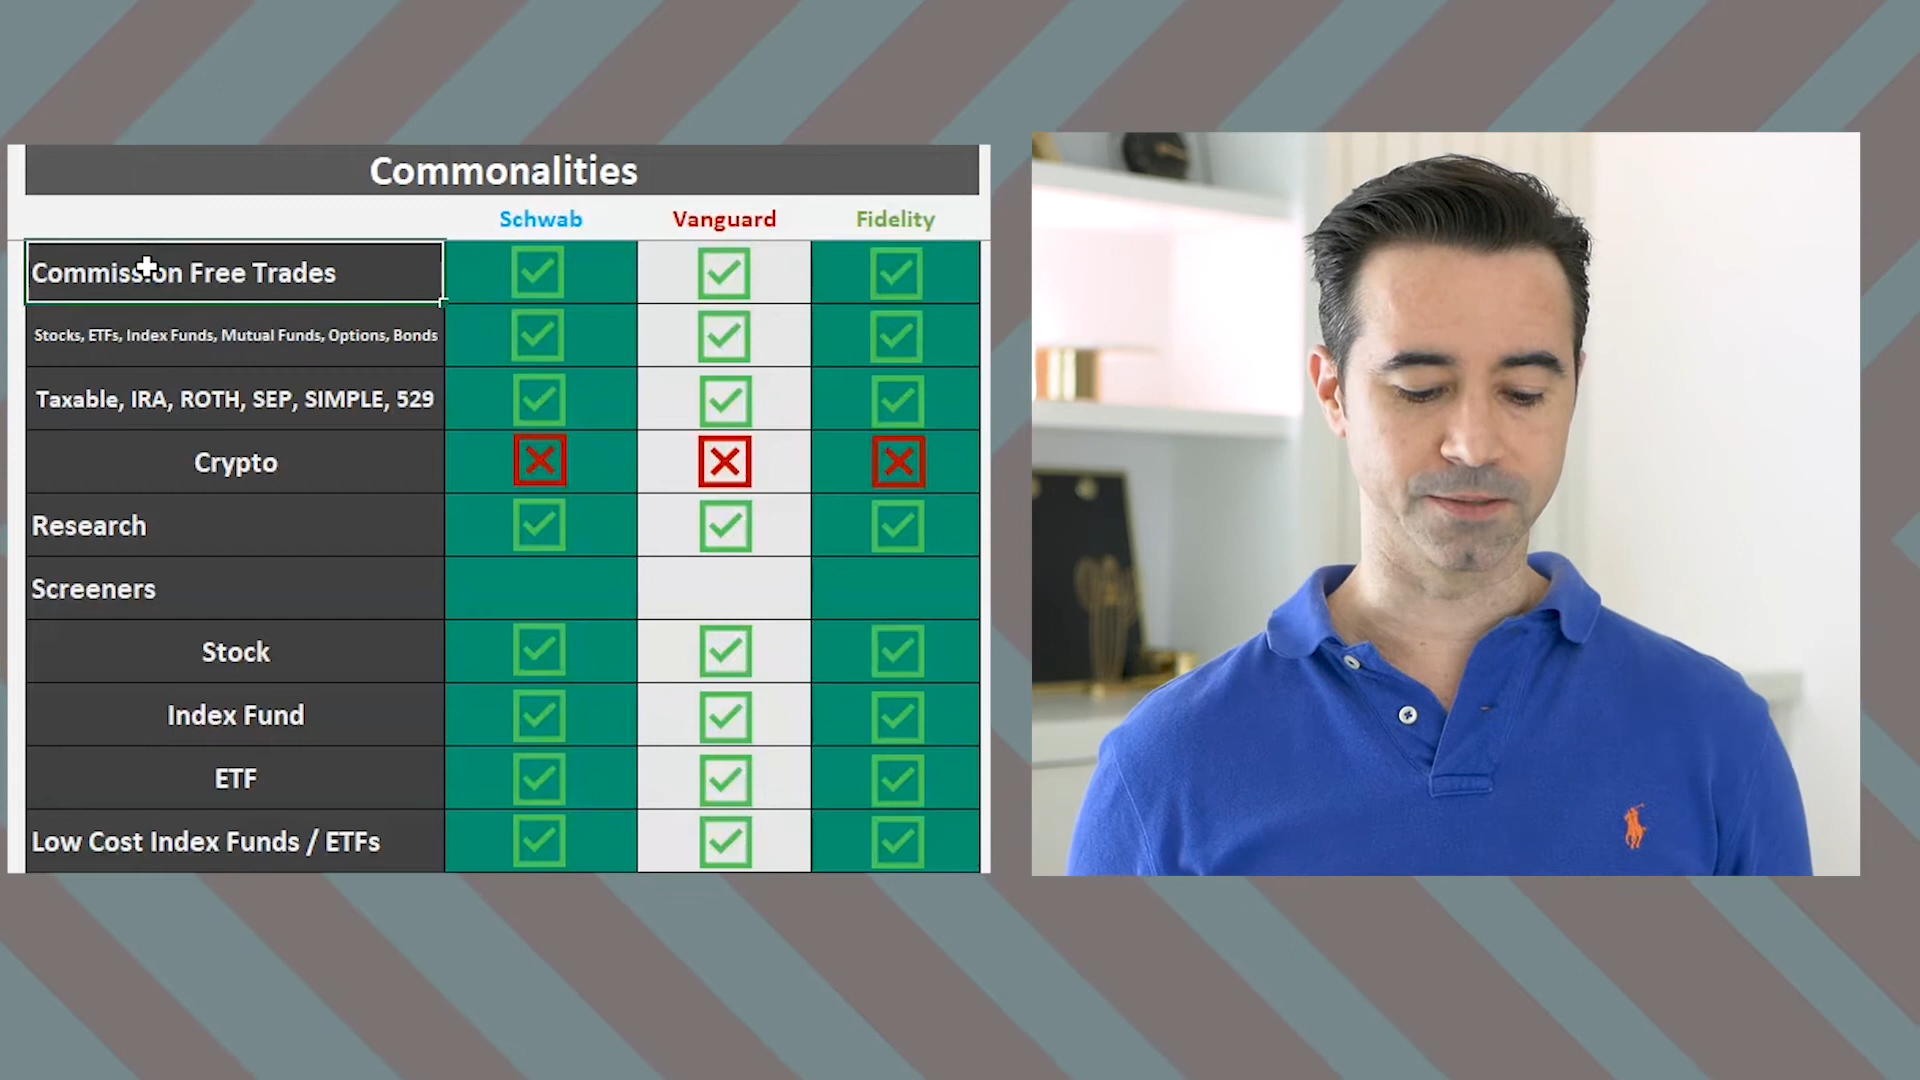 Commonalities
Schwab Vanguard Fidelity
Commission Free Trades
Stocks, ETFs, Index Funds, Mutual Funds, Options, Bonds
Taxable, IRA, ROTH, SEP, SIMPLE, 529
Crypto
Research
Screeners
Stock
Index Fund
ETF
Low Cost Index Funds / ETFs